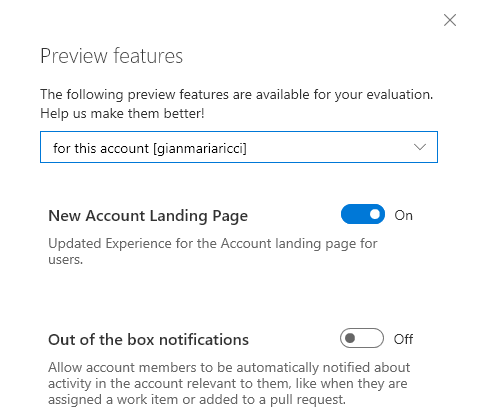 Preview features
The following preview features are available for your evaluation.
Help us make them better!
for this account [gianmariaricci]
New Account Landing Page On
Updated Experience for the Account landing page for
users.
Out of the box notifications Off
Allow account members to be automatically notified about
activity in the account relevant to them, like when they are
assigned a work item or added to a pull request.